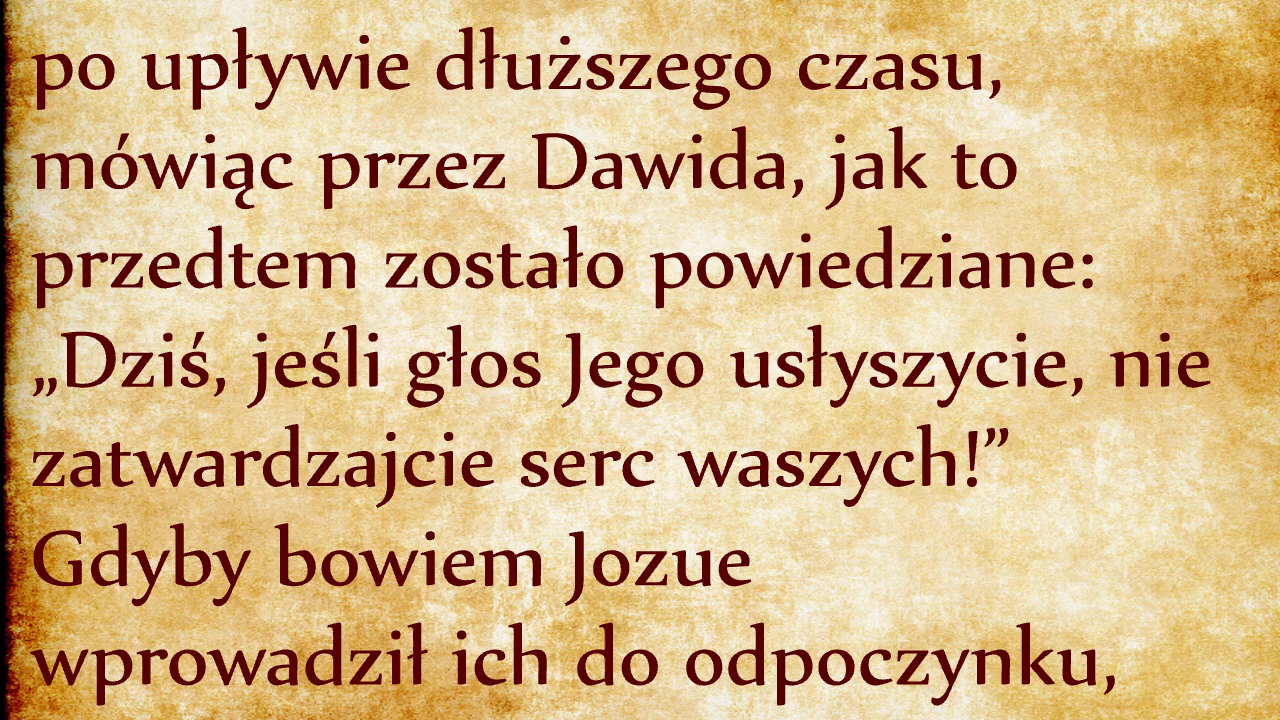 po upływie dłuższego czasu,
mówiąc przez Dawida, jak to
przedtem zostało powiedziane:
„Dziś, jeśli głos Jego usłyszycie, nie
zatwardzajcie serc waszych!”
Gdyby bowiem Jozue
wprowadził ich do odpoczynku,